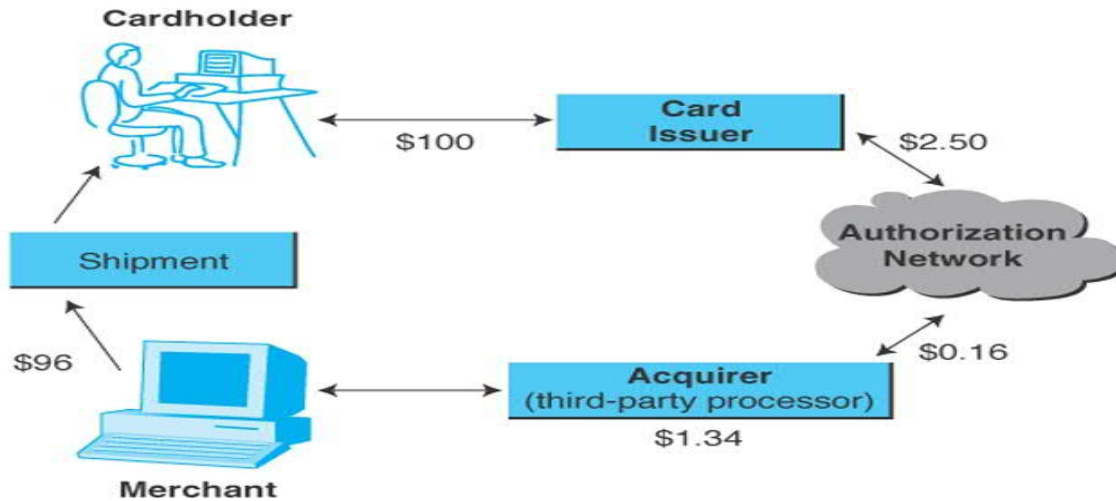 Cardholder
Card
Issuer
$100
$2.50
Authorization
Network
Shipment
$96
$0.16
Acquirer
(third-party processor)
$1.34
Merchant